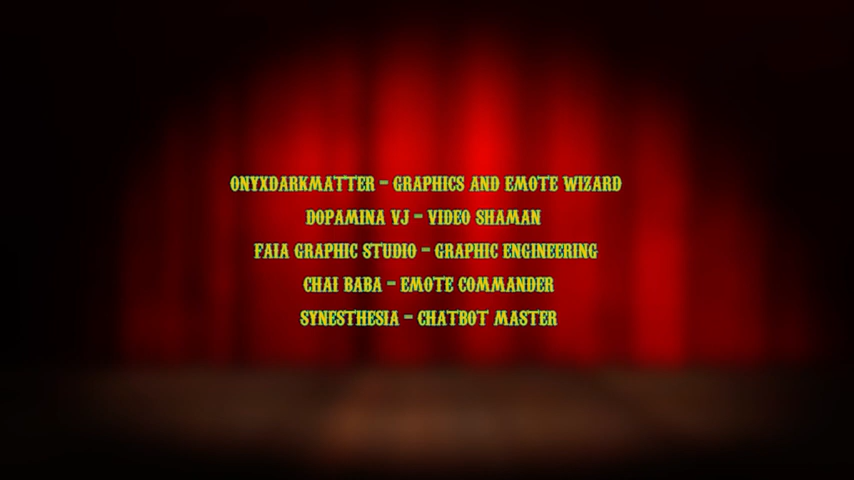 ONYXDARKMATTER - GRAPHICS AND EMOTE WIZARD
DOPAMINA VJ - VIDEO SHAMAN
FAIA GRAPHIC STUDIO - GRAPHIC ENGINEERING
CHAI BABA - EMOTE COMMANDER
SYNESTHESIA - CHATBOT MASTER